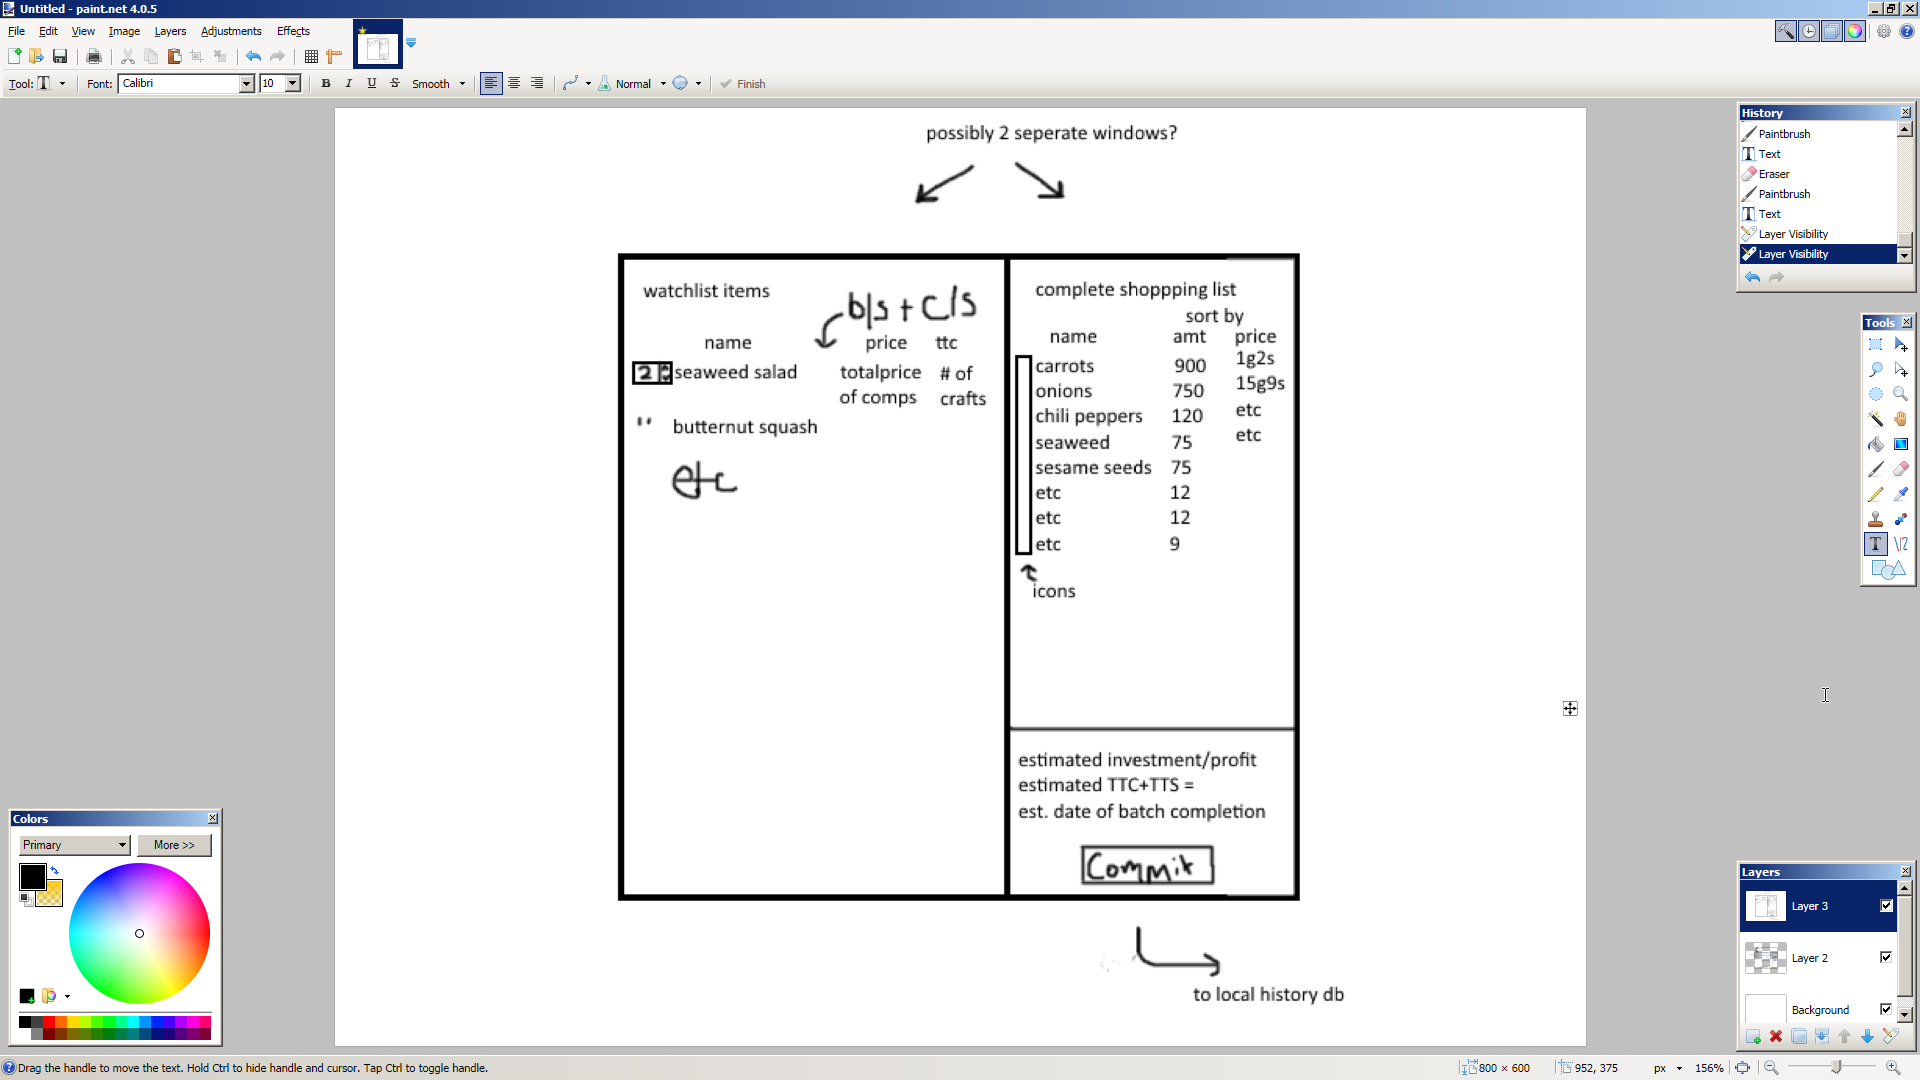 Untitled - paint.net 4.0.5
File Edit View Image Layers Adjustments Effects
Tool: Font: Calibri 10 B I U S Smooth Normal Finish
possibly 2 seperate windows?
watchlist items
b/s + c/s
name price ttc
2 seaweed salad totalprice # of
of comps crafts
" butternut squash
etc
complete shoppping list
sort by
name amt price
carrots 900 1g2s
onions 750 15g9s
chili peppers 120 etc
seaweed 75 etc
sesame seeds 75
etc 12
etc 12
etc 9
icons
estimated investment/profit
estimated TTC+TTS =
est. date of batch completion
Commit
to local history db
History
Paintbrush
Text
Eraser
Paintbrush
Text
Layer Visibility
Layer Visibility
Tools
Colors
Primary More >>
Layers
Layer 3
Layer 2
Background
Drag the handle to move the text. Hold Ctrl to hide handle and cursor. Tap Ctrl to toggle handle.
800 × 600 952, 375 px 156%